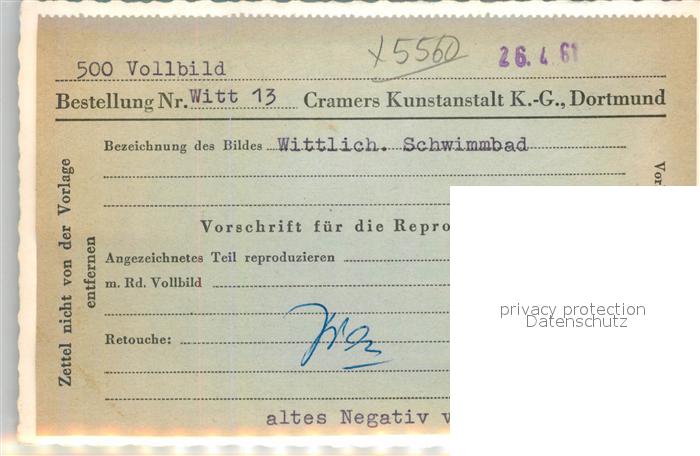 x5560 26.4.61
500 Vollbild
Bestellung Nr. Witt 13 Cramers Kunstanstalt K.-G., Dortmund
Bezeichnung des Bildes Wittlich. Schwimmbad
Zettel nicht von der Vorlage
entfernen
Vorschrift für die Repro
Angezeichnetes Teil reproduzieren
m. Rd. Vollbild
privacy protection
Datenschutz
Retouche:
altes Negativ